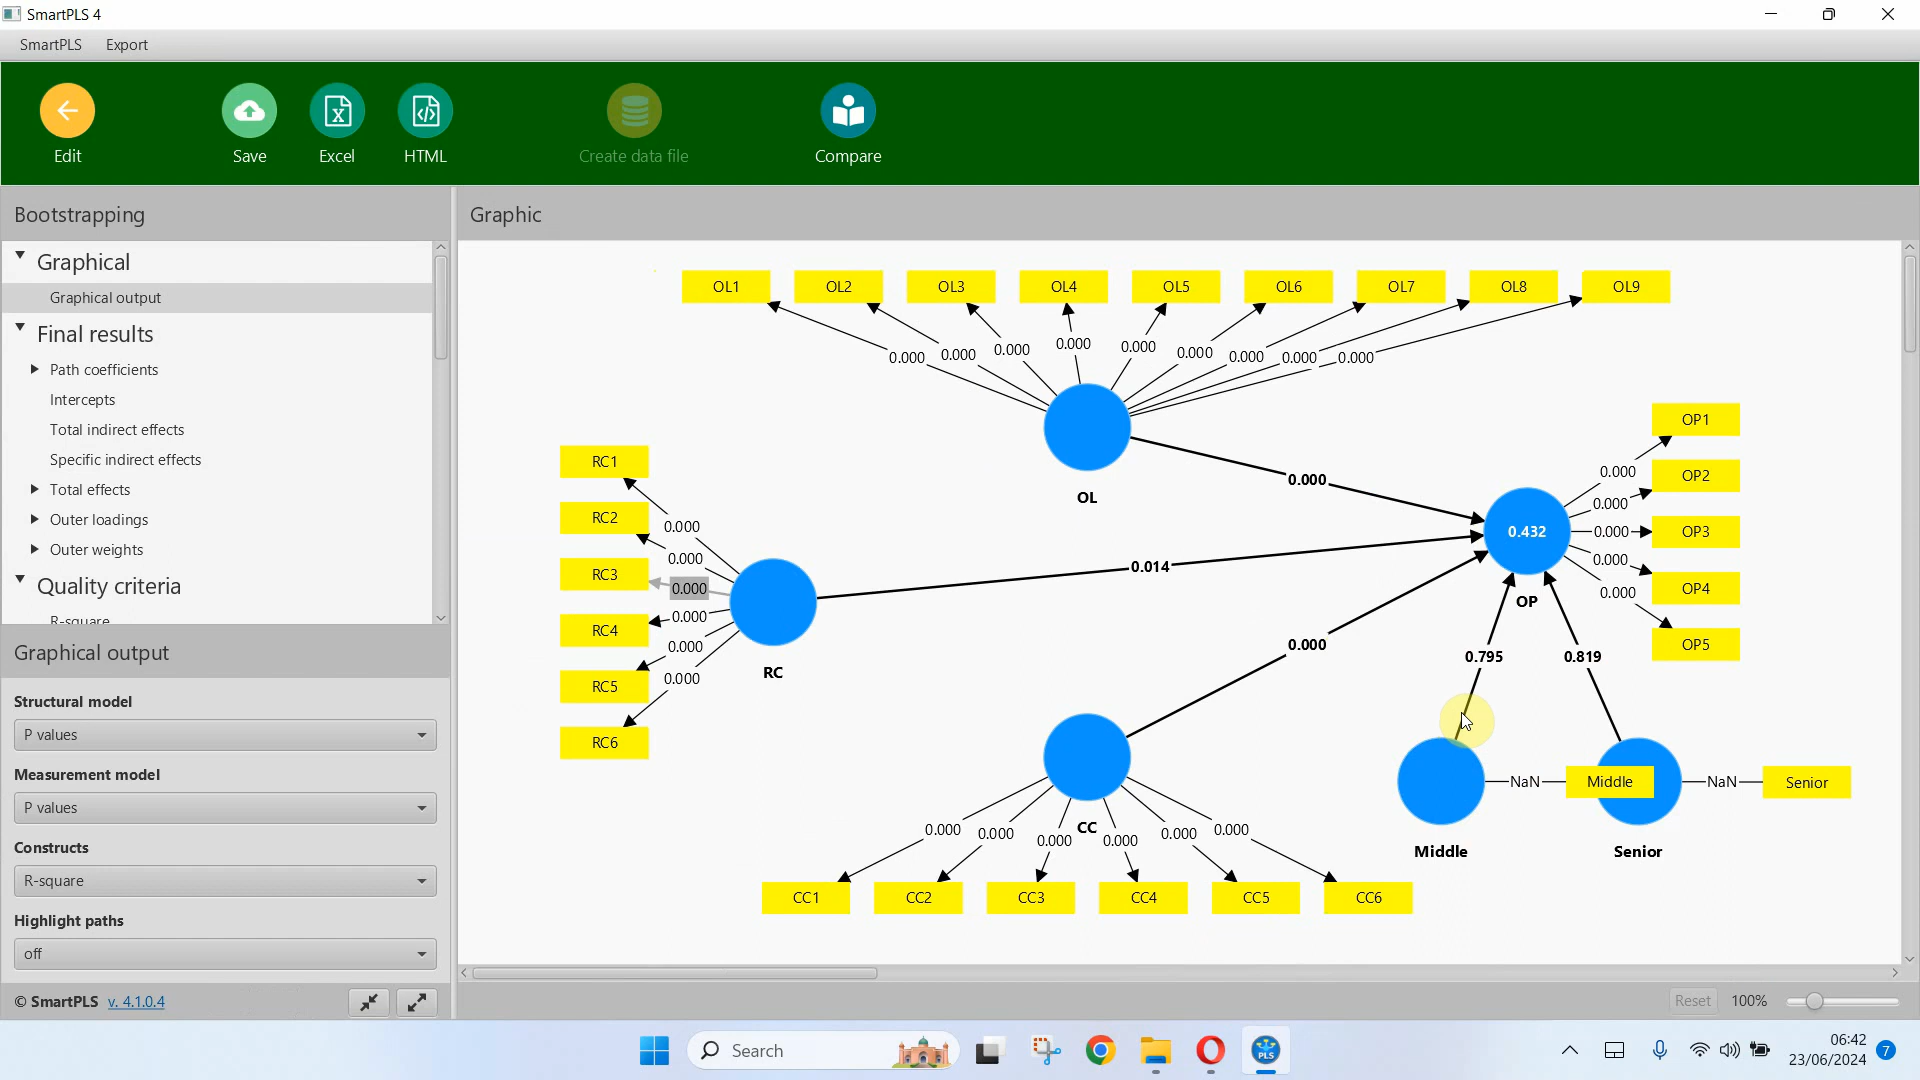 SmartPLS 4
SmartPLS Export
Edit Save Excel HTML Create data file Compare
Bootstrapping
Graphical
Graphical output
Final results
Path coefficients
Intercepts
Total indirect effects
Specific indirect effects
Total effects
Outer loadings
Outer weights
Quality criteria
R-square
Graphical output
Structural model
P values
Measurement model
P values
Constructs
R-square
Highlight paths
off
© SmartPLS v. 4.1.0.4
Graphic
OL1 OL2 OL3 OL4 OL5 OL6 OL7 OL8 OL9
0.000 0.000 0.000 0.000 0.000 0.000 0.000 0.000 0.000
OL
RC1
RC2
RC3
RC4
RC5
RC6
0.000
0.000
0.000
0.000
0.000
0.000
RC
0.000
0.014
0.000
0.432
OP
0.000
0.000
0.000
0.000
0.000
OP1
OP2
OP3
OP4
OP5
0.795 0.819
NaN Middle NaN Senior
Middle Senior
CC
0.000 0.000 0.000 0.000 0.000 0.000
CC1 CC2 CC3 CC4 CC5 CC6
Reset 100%
Search
PLS
06:42
23/06/2024
7